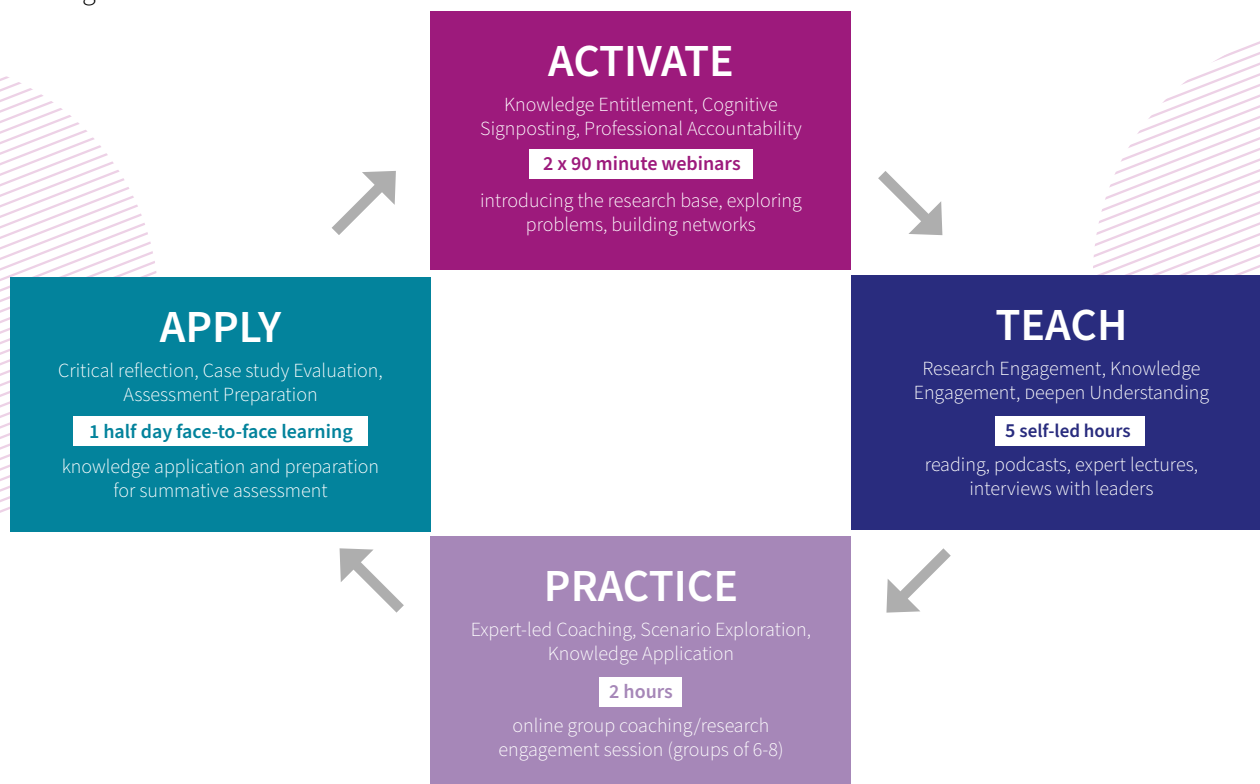 ACTIVATE
Knowledge Entitlement, Cognitive
Signposting, Professional Accountability
2 x 90 minute webinars
introducing the research base, exploring
problems, building networks
TEACH
Research Engagement, Knowledge
Engagement, Deepen Understanding
5 self-led hours
reading, podcasts, expert lectures,
interviews with leaders
PRACTICE
Expert-led Coaching, Scenario Exploration,
Knowledge Application
2 hours
online group coaching/research
engagement session (groups of 6-8)
APPLY
Critical reflection, Case study Evaluation,
Assessment Preparation
1 half day face-to-face learning
knowledge application and preparation
for summative assessment